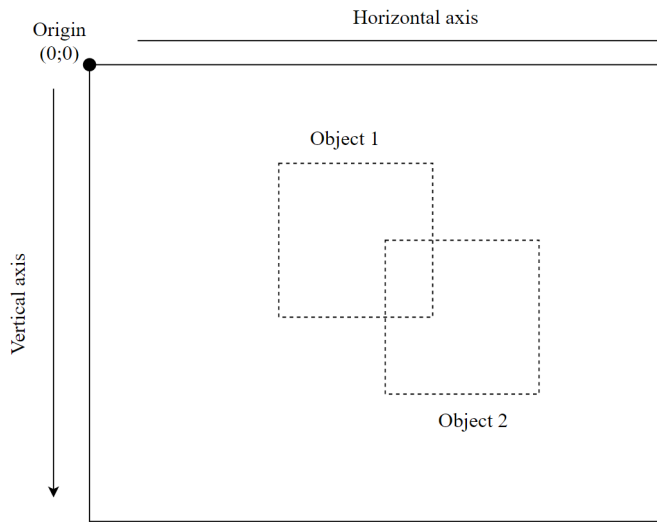 Horizontal axis
Origin
(0;0)
Object 1
Vertical axis
Object 2